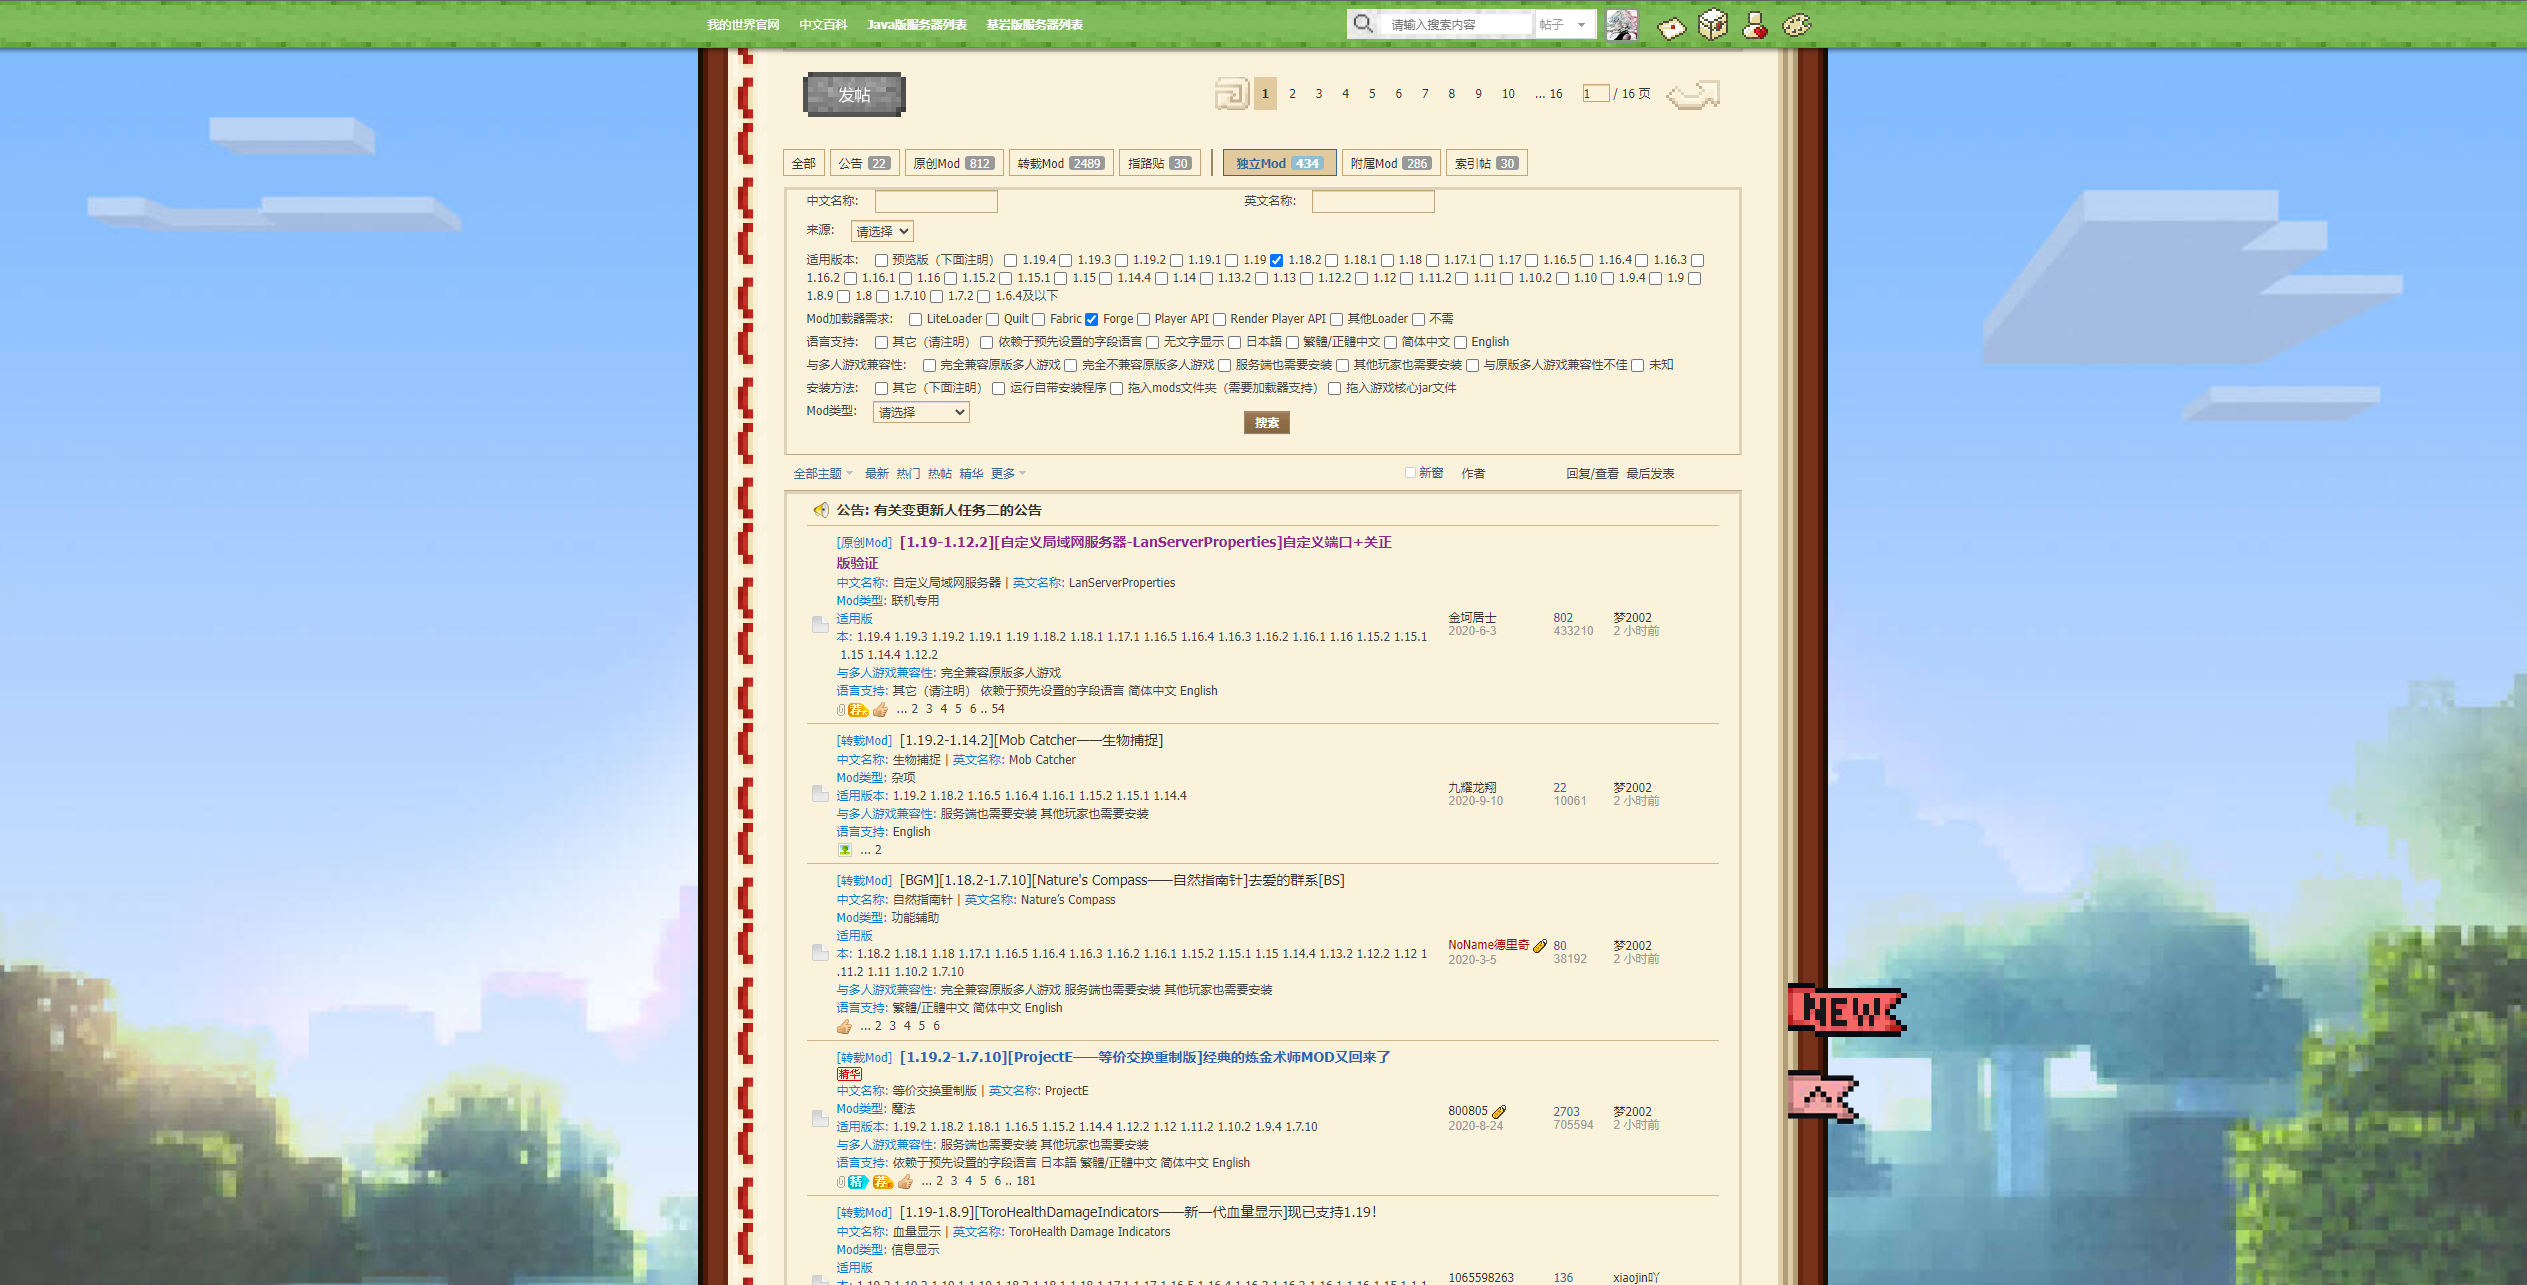 我的世界官网 中文百科 Java版服务器列表 基岩版服务器列表 请输入搜索内容 帖子
发帖 1 2 3 4 5 6 7 8 9 10 ... 16 1 / 16 页
全部 公告 22 原创Mod 812 转载Mod 2489 指路贴 30 独立Mod 434 附属Mod 286 索引帖 30
中文名称: 英文名称:
来源: 请选择
适用版本: 预览版（下面注明） 1.19.4 1.19.3 1.19.2 1.19.1 1.19 1.18.2 1.18.1 1.18 1.17.1 1.17 1.16.5 1.16.4 1.16.3
1.16.2 1.16.1 1.16 1.15.2 1.15.1 1.15 1.14.4 1.14 1.13.2 1.13 1.12.2 1.12 1.11.2 1.11 1.10.2 1.10 1.9.4 1.9
1.8.9 1.8 1.7.10 1.7.2 1.6.4及以下
Mod加载器需求: LiteLoader Quilt Fabric Forge Player API Render Player API 其他Loader 不需
语言支持: 其它（请注明） 依赖于预先设置的字段语言 无文字显示 日本語 繁體/正體中文 简体中文 English
与多人游戏兼容性: 完全兼容原版多人游戏 完全不兼容原版多人游戏 服务端也需要安装 其他玩家也需要安装 与原版多人游戏兼容性不佳 未知
安装方法: 其它（下面注明） 运行自带安装程序 拖入mods文件夹（需要加载器支持） 拖入游戏核心jar文件
Mod类型: 请选择
搜索
全部主题 最新 热门 热帖 精华 更多 新窗 作者 回复/查看 最后发表
公告: 有关变更新人任务二的公告
[原创Mod] [1.19-1.12.2][自定义局域网服务器-LanServerProperties]自定义端口+关正
版验证
中文名称: 自定义局域网服务器 | 英文名称: LanServerProperties
Mod类型: 联机专用
适用版
本: 1.19.4 1.19.3 1.19.2 1.19.1 1.19 1.18.2 1.18.1 1.17.1 1.16.5 1.16.4 1.16.3 1.16.2 1.16.1 1.16 1.15.2 1.15.1
1.15 1.14.4 1.12.2
与多人游戏兼容性: 完全兼容原版多人游戏
语言支持: 其它（请注明） 依赖于预先设置的字段语言 简体中文 English
荐 ... 2 3 4 5 6 .. 54
金坷居士 802 梦2002
2020-6-3 433210 2 小时前
[转载Mod] [1.19.2-1.14.2][Mob Catcher——生物捕捉]
中文名称: 生物捕捉 | 英文名称: Mob Catcher
Mod类型: 杂项
适用版本: 1.19.2 1.18.2 1.16.5 1.16.4 1.16.1 1.15.2 1.15.1 1.14.4
与多人游戏兼容性: 服务端也需要安装 其他玩家也需要安装
语言支持: English
... 2
九耀龙翔 22 梦2002
2020-9-10 10061 2 小时前
[转载Mod] [BGM][1.18.2-1.7.10][Nature's Compass——自然指南针]去爱的群系[BS]
中文名称: 自然指南针 | 英文名称: Nature’s Compass
Mod类型: 功能辅助
适用版
本: 1.18.2 1.18.1 1.18 1.17.1 1.16.5 1.16.4 1.16.3 1.16.2 1.16.1 1.15.2 1.15.1 1.15 1.14.4 1.13.2 1.12.2 1.12 1
.11.2 1.11 1.10.2 1.7.10
与多人游戏兼容性: 完全兼容原版多人游戏 服务端也需要安装 其他玩家也需要安装
语言支持: 繁體/正體中文 简体中文 English
... 2 3 4 5 6
NoName德里奇 80 梦2002
2020-3-5 38192 2 小时前
NEW
[转载Mod] [1.19.2-1.7.10][ProjectE——等价交换重制版]经典的炼金术师MOD又回来了
精华
中文名称: 等价交换重制版 | 英文名称: ProjectE
Mod类型: 魔法
适用版本: 1.19.2 1.18.2 1.18.1 1.16.5 1.15.2 1.14.4 1.12.2 1.12 1.11.2 1.10.2 1.9.4 1.7.10
与多人游戏兼容性: 服务端也需要安装 其他玩家也需要安装
语言支持: 依赖于预先设置的字段语言 日本語 繁體/正體中文 简体中文 English
精 荐 ... 2 3 4 5 6 .. 181
800805 2703 梦2002
2020-8-24 705594 2 小时前
[转载Mod] [1.19-1.8.9][ToroHealthDamageIndicators——新一代血量显示]现已支持1.19!
中文名称: 血量显示 | 英文名称: ToroHealth Damage Indicators
Mod类型: 信息显示
适用版
1065598263 136 xiaojin吖